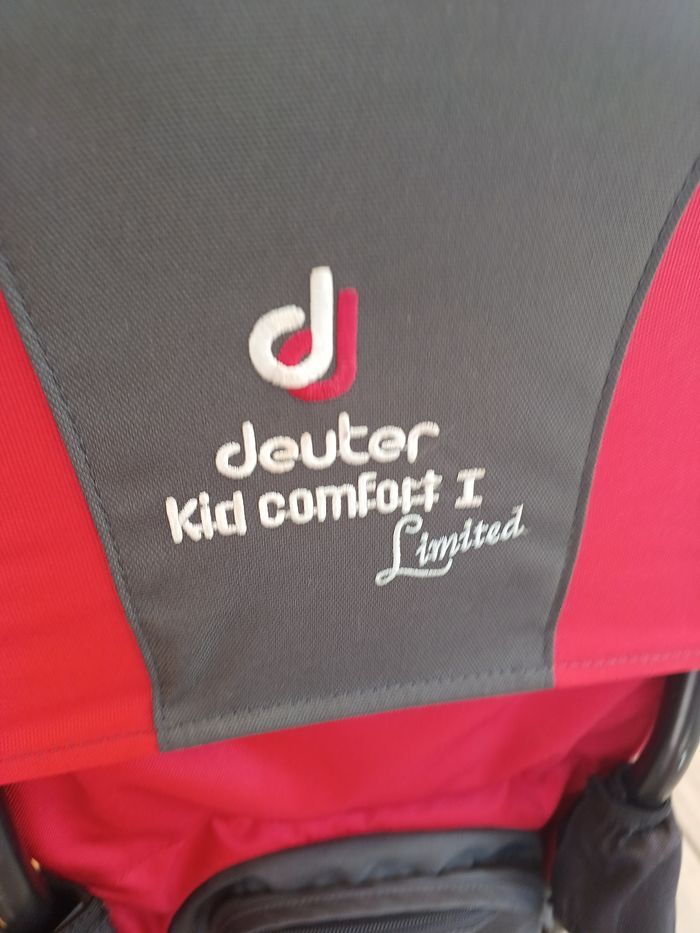 deuter
Kid comfort I
Limited